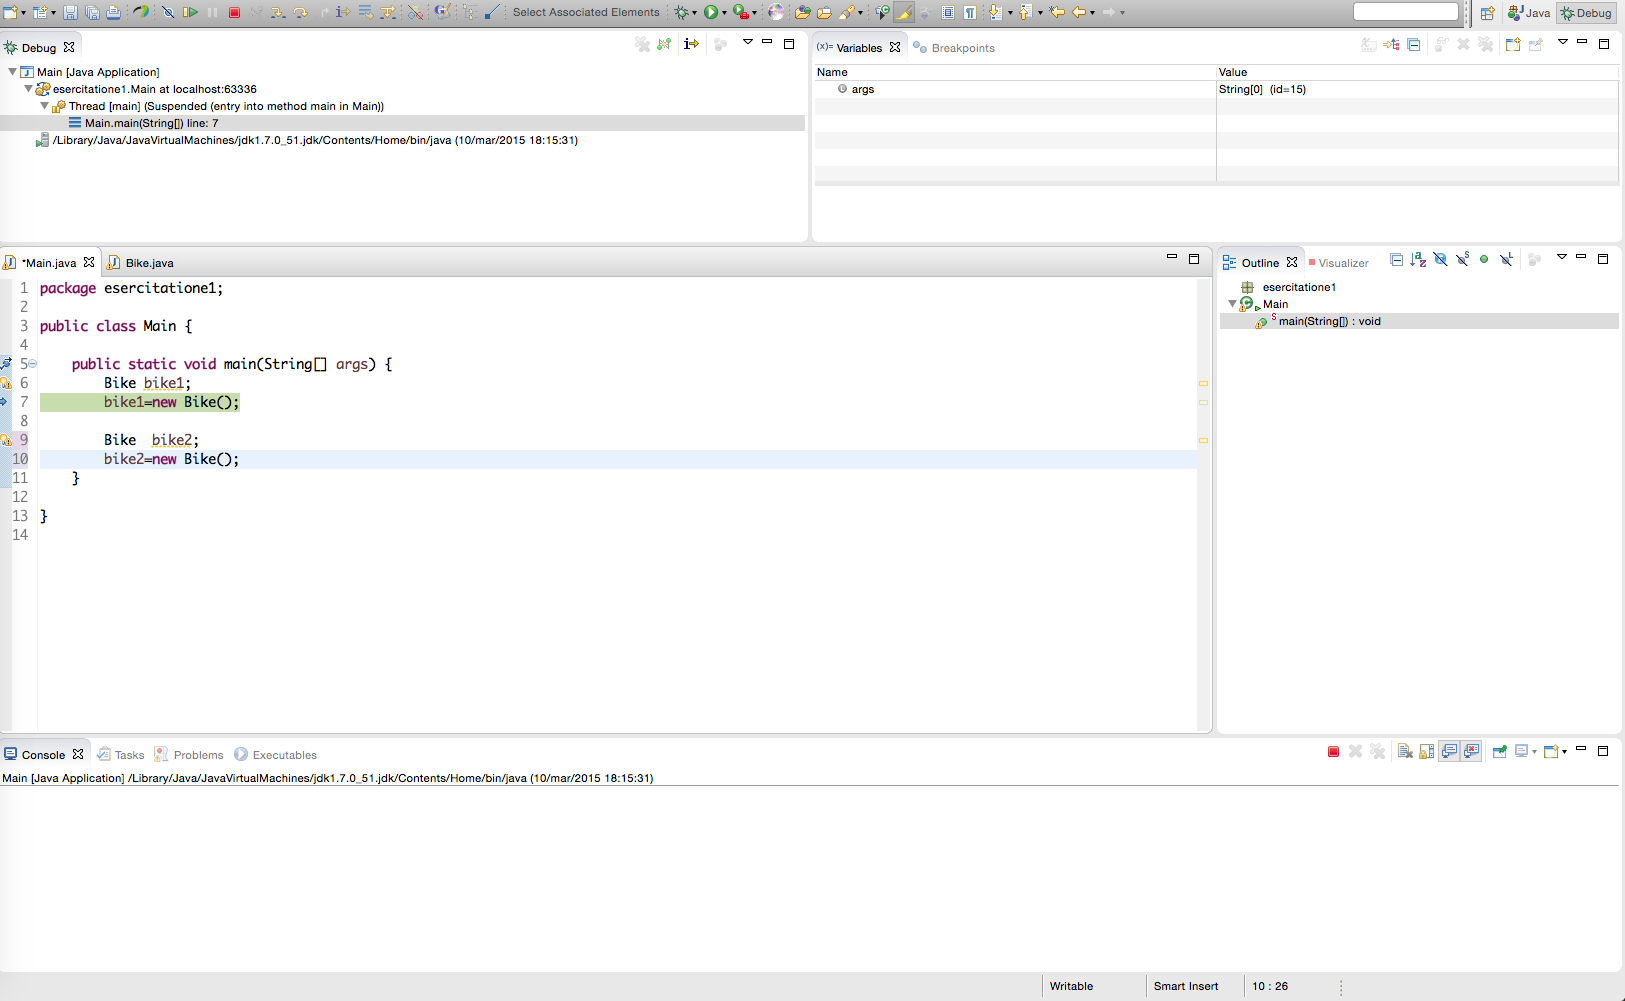 Select Associated Elements
Java
Debug
Debug
Main [Java Application]
esercitatione1.Main at localhost:63336
Thread [main] (Suspended (entry into method main in Main))
Main.main(String[]) line: 7
/Library/Java/JavaVirtualMachines/jdk1.7.0_51.jdk/Contents/Home/bin/java (10/mar/2015 18:15:31)
(x)= Variables
Breakpoints
Name Value
args String[0] (id=15)
*Main.java
Bike.java
1 package esercitatione1;
2
3 public class Main {
4
5 public static void main(String[] args) {
6 Bike bike1;
7 bike1=new Bike();
8
9 Bike bike2;
10 bike2=new Bike();
11 }
12
13 }
14
Outline
Visualizer
esercitatione1
Main
main(String[]) : void
Console
Tasks
Problems
Executables
Main [Java Application] /Library/Java/JavaVirtualMachines/jdk1.7.0_51.jdk/Contents/Home/bin/java (10/mar/2015 18:15:31)
Writable
Smart Insert
10 : 26